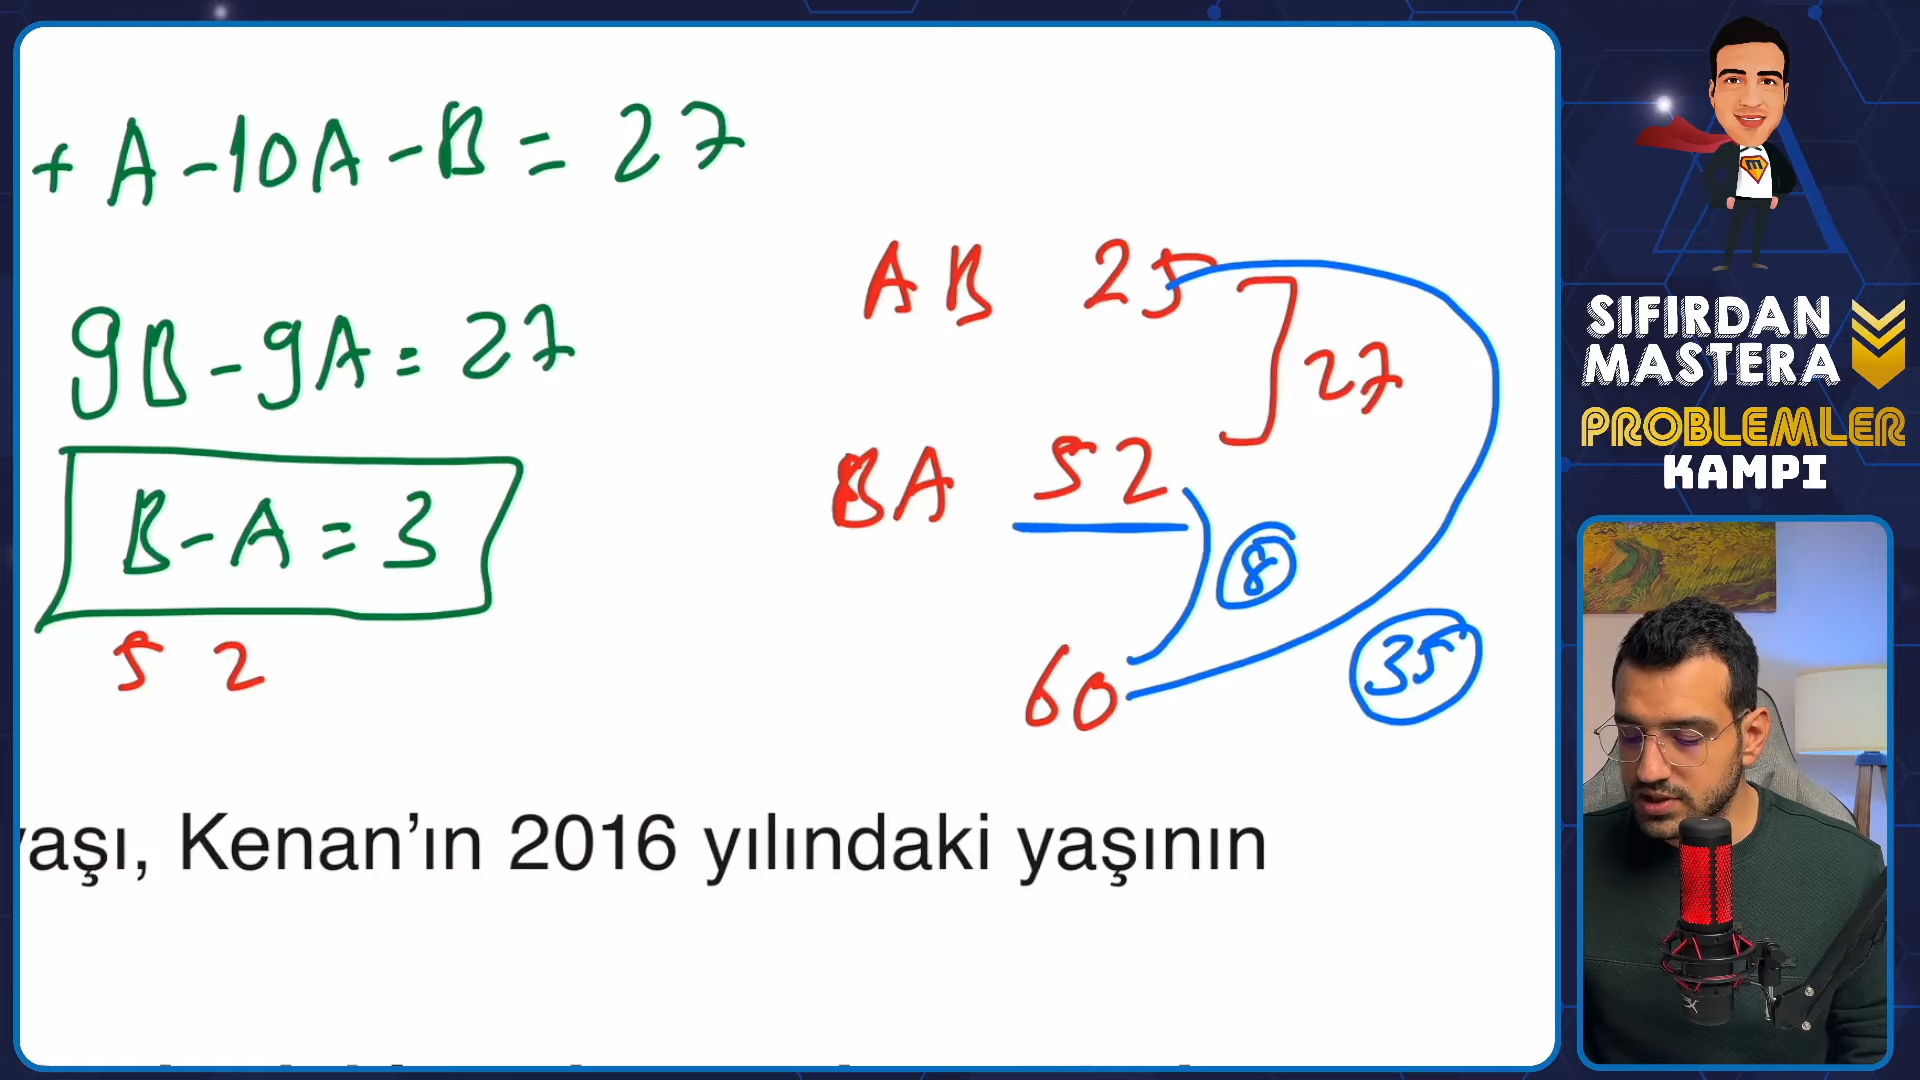 + A - 10A - B = 27
9B - 9A = 27
B - A = 3
5 2
AB 25
27
BA 52
8
35
60
yaşı, Kenan'ın 2016 yılındaki yaşının
SIFIRDAN
MASTERA
PROBLEMLER
KAMPI